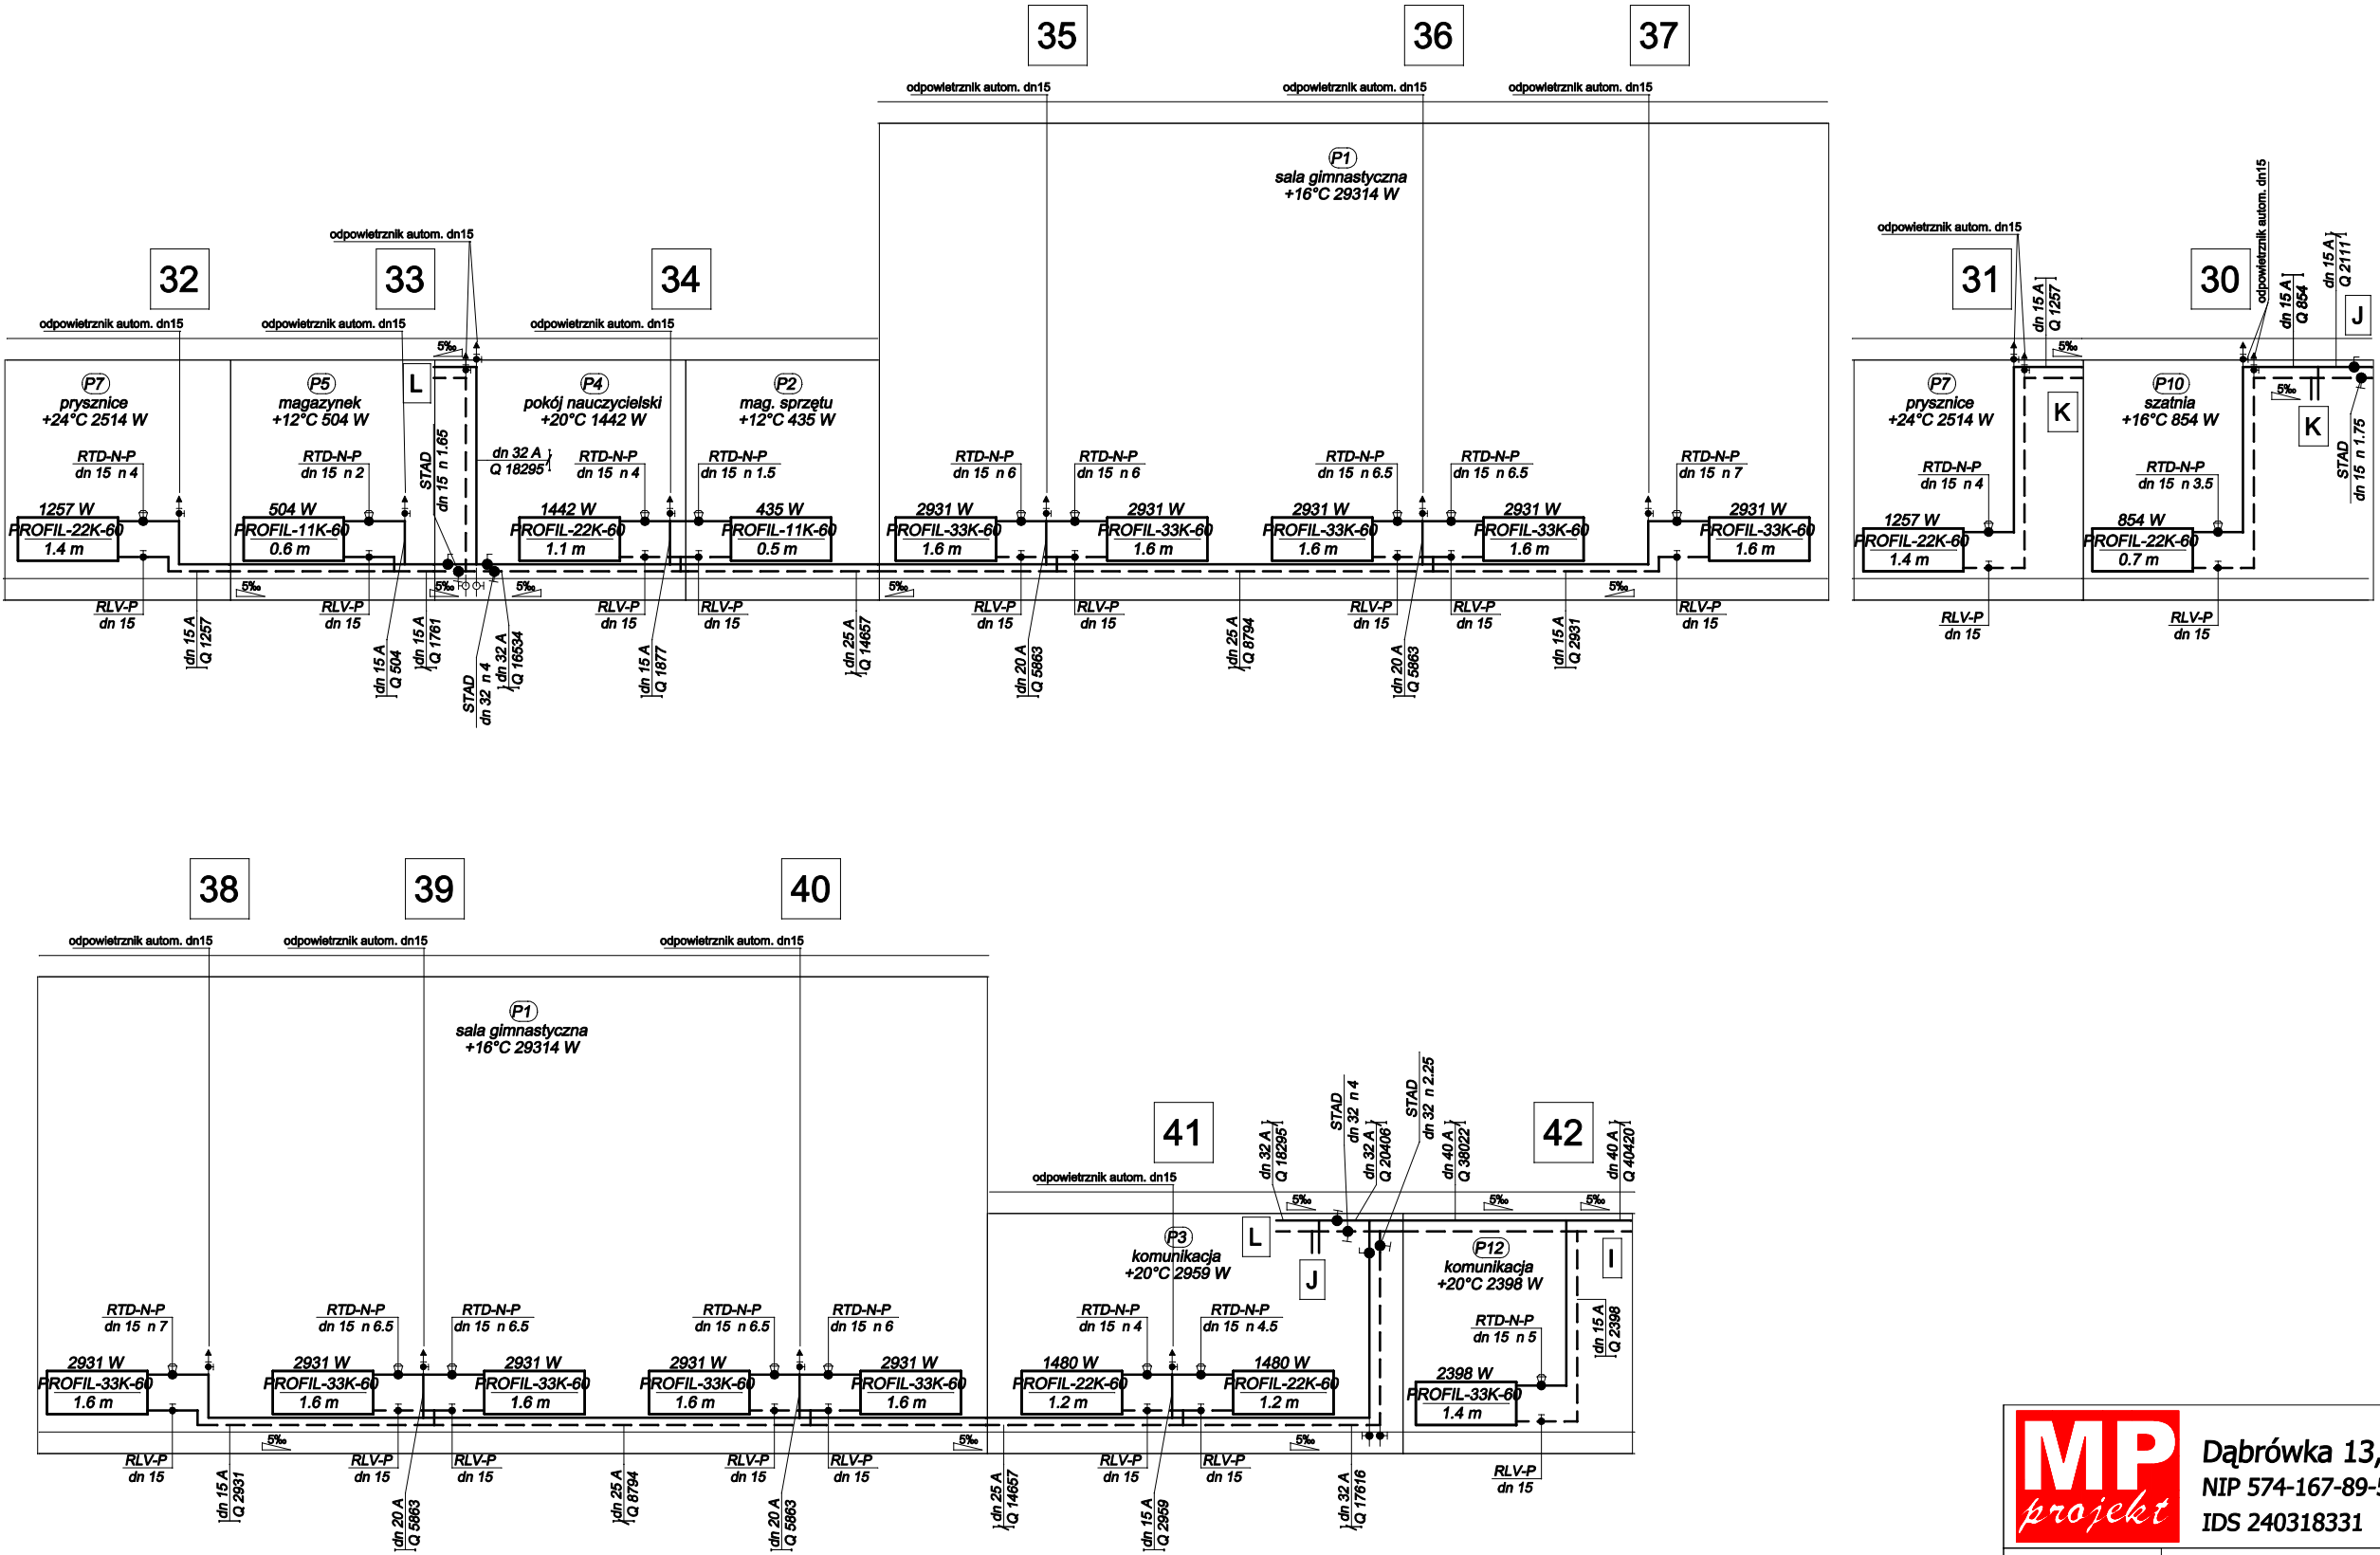 35
36
37
odpowietrznik autom. dn15
odpowietrznik autom. dn15
odpowietrznik autom. dn15
P1
sala gimnastyczna
+16°C 29314 W
32
33
34
31
30
odpowietrznik autom. dn15
odpowietrznik autom. dn15
odpowietrznik autom. dn15
odpowietrznik autom. dn15
odpowietrznik autom. dn15
odpowietrznik autom. dn15
dn 15 A
Q 1257
dn 15 A
Q 854
dn 15 A
Q 2111
J
5‰
5‰
5‰
L
K
K
P7
prysznice
+24°C 2514 W
P5
magazynek
+12°C 504 W
P4
pokój nauczycielski
+20°C 1442 W
P2
mag. sprzętu
+12°C 435 W
P7
prysznice
+24°C 2514 W
P10
szatnia
+16°C 854 W
STAD
dn 15 n 1.65
dn 32 A
Q 18295
STAD
dn 15 n 1.75
RTD-N-P
dn 15 n 4
RTD-N-P
dn 15 n 2
RTD-N-P
dn 15 n 4
RTD-N-P
dn 15 n 1.5
RTD-N-P
dn 15 n 6
RTD-N-P
dn 15 n 6
RTD-N-P
dn 15 n 6.5
RTD-N-P
dn 15 n 6.5
RTD-N-P
dn 15 n 7
RTD-N-P
dn 15 n 4
RTD-N-P
dn 15 n 3.5
1257 W
PROFIL-22K-60
1.4 m
504 W
PROFIL-11K-60
0.6 m
1442 W
PROFIL-22K-60
1.1 m
435 W
PROFIL-11K-60
0.5 m
2931 W
PROFIL-33K-60
1.6 m
2931 W
PROFIL-33K-60
1.6 m
2931 W
PROFIL-33K-60
1.6 m
2931 W
PROFIL-33K-60
1.6 m
2931 W
PROFIL-33K-60
1.6 m
1257 W
PROFIL-22K-60
1.4 m
854 W
PROFIL-22K-60
0.7 m
5‰
5‰
5‰
5‰
5‰
RLV-P
dn 15
RLV-P
dn 15
RLV-P
dn 15
RLV-P
dn 15
RLV-P
dn 15
RLV-P
dn 15
RLV-P
dn 15
RLV-P
dn 15
RLV-P
dn 15
RLV-P
dn 15
RLV-P
dn 15
dn 15 A
Q 1257
dn 15 A
Q 504
dn 15 A
Q 1761
STAD
dn 32 n 4
dn 32 A
Q 16534
dn 15 A
Q 1877
dn 25 A
Q 14657
dn 20 A
Q 5863
dn 25 A
Q 8794
dn 20 A
Q 5863
dn 15 A
Q 2931
38
39
40
odpowietrznik autom. dn15
odpowietrznik autom. dn15
odpowietrznik autom. dn15
P1
sala gimnastyczna
+16°C 29314 W
41
42
odpowietrznik autom. dn15
dn 32 A
Q 18295
STAD
dn 32 n 4
dn 32 A
Q 20406
STAD
dn 32 n 2.25
dn 40 A
Q 38022
dn 40 A
Q 40420
5‰
5‰
5‰
L
J
I
P3
komunikacja
+20°C 2959 W
P12
komunikacja
+20°C 2398 W
dn 15 A
Q 2398
RTD-N-P
dn 15 n 7
RTD-N-P
dn 15 n 6.5
RTD-N-P
dn 15 n 6.5
RTD-N-P
dn 15 n 6.5
RTD-N-P
dn 15 n 6
RTD-N-P
dn 15 n 4
RTD-N-P
dn 15 n 4.5
RTD-N-P
dn 15 n 5
2931 W
PROFIL-33K-60
1.6 m
2931 W
PROFIL-33K-60
1.6 m
2931 W
PROFIL-33K-60
1.6 m
2931 W
PROFIL-33K-60
1.6 m
2931 W
PROFIL-33K-60
1.6 m
1480 W
PROFIL-22K-60
1.2 m
1480 W
PROFIL-22K-60
1.2 m
2398 W
PROFIL-33K-60
1.4 m
5‰
5‰
5‰
RLV-P
dn 15
RLV-P
dn 15
RLV-P
dn 15
RLV-P
dn 15
RLV-P
dn 15
RLV-P
dn 15
RLV-P
dn 15
RLV-P
dn 15
dn 15 A
Q 2931
dn 20 A
Q 5863
dn 25 A
Q 8794
dn 20 A
Q 5863
dn 25 A
Q 14657
dn 15 A
Q 2959
dn 32 A
Q 17616
MP
projekt
Dąbrówka 13,
NIP 574-167-89-5
IDS 240318331